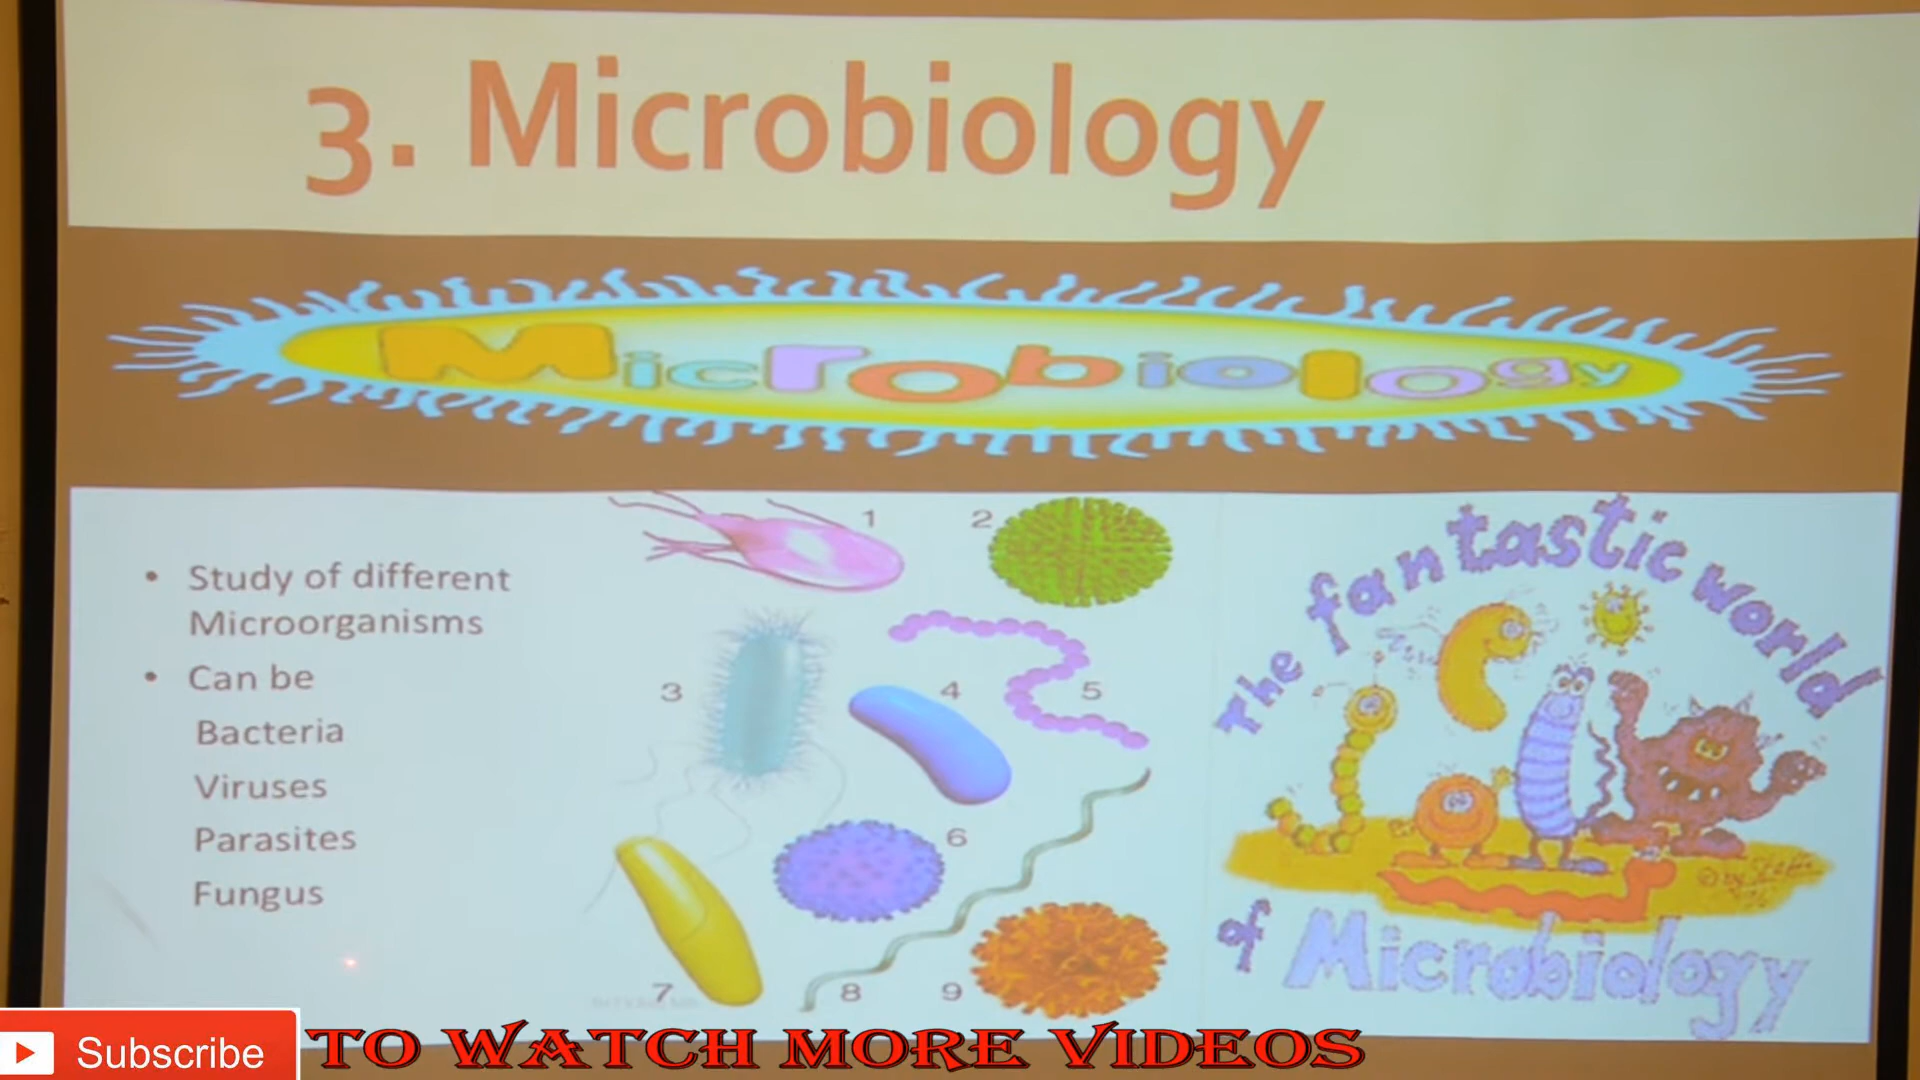 3. Microbiology
Microbiology
• Study of different
Microorganisms
• Can be
Bacteria
Viruses
Parasites
Fungus
1
2
3
4
5
6
7
8
9
The fantastic world
of Microbiology
Subscribe
TO WATCH MORE VIDEOS